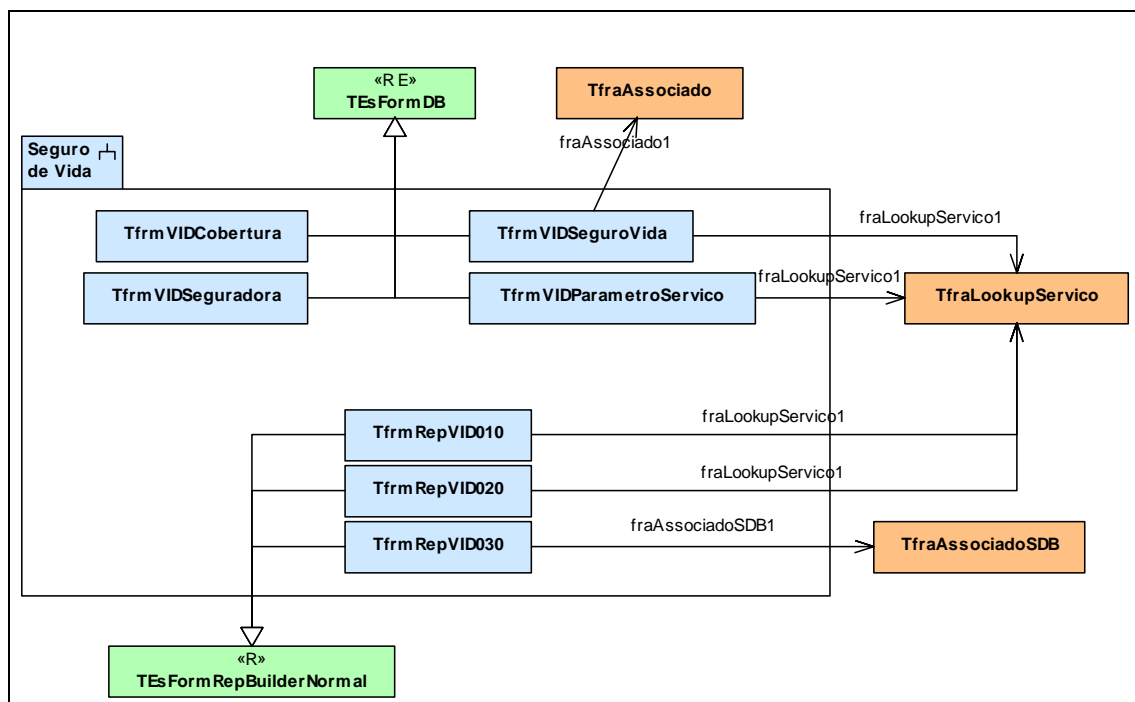 «R E»
TEsFormDB
TfraAssociado
fraAssociado1
Seguro
de Vida
TfrmVIDCobertura
TfrmVIDSeguroVida
fraLookupServico1
TfrmVIDSeguradora
TfrmVIDParametroServico
fraLookupServico1
TfraLookupServico
TfrmRepVID010
fraLookupServico1
TfrmRepVID020
fraLookupServico1
TfrmRepVID030
fraAssociadoSDB1
TfraAssociadoSDB
«R»
TEsFormRepBuilderNormal